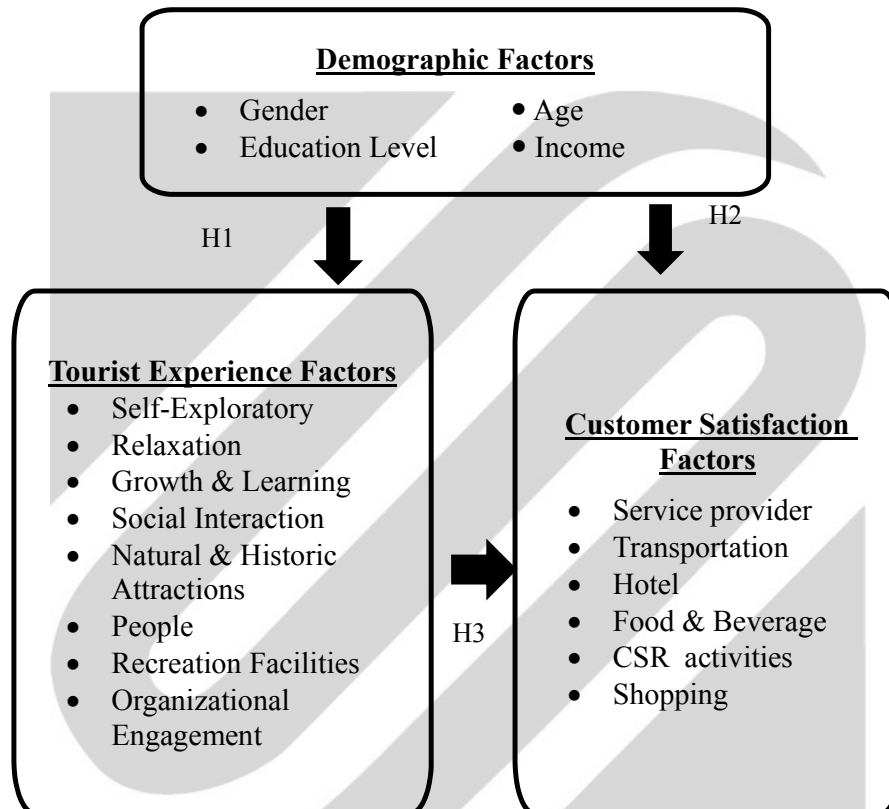 Demographic Factors
• Gender
• Age
• Education Level
• Income
H1
H2
Tourist Experience Factors
• Self-Exploratory
• Relaxation
• Growth & Learning
• Social Interaction
• Natural & Historic
Attractions
• People
• Recreation Facilities
• Organizational
Engagement
H3
Customer Satisfaction
Factors
• Service provider
• Transportation
• Hotel
• Food & Beverage
• CSR activities
• Shopping